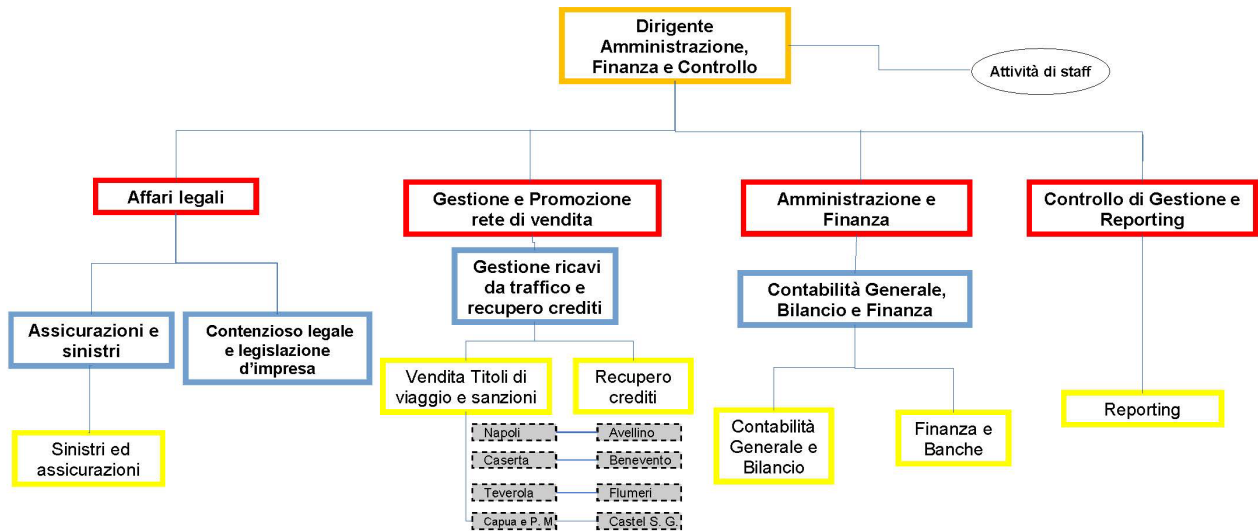 Dirigente
Amministrazione,
Finanza e Controllo
Attività di staff
Affari legali
Gestione e Promozione
rete di vendita
Amministrazione e
Finanza
Controllo di Gestione e
Reporting
Gestione ricavi
da traffico e
recupero crediti
Contabilità Generale,
Bilancio e Finanza
Assicurazioni e
sinistri
Contenzioso legale
e legislazione
d'impresa
Vendita Titoli di
viaggio e sanzioni
Recupero
crediti
Reporting
Contabilità
Generale e
Bilancio
Finanza e
Banche
Sinistri ed
assicurazioni
Napoli
Avellino
Caserta
Benevento
Teverola
Flumeri
Capua e P. M
Castel S. G.